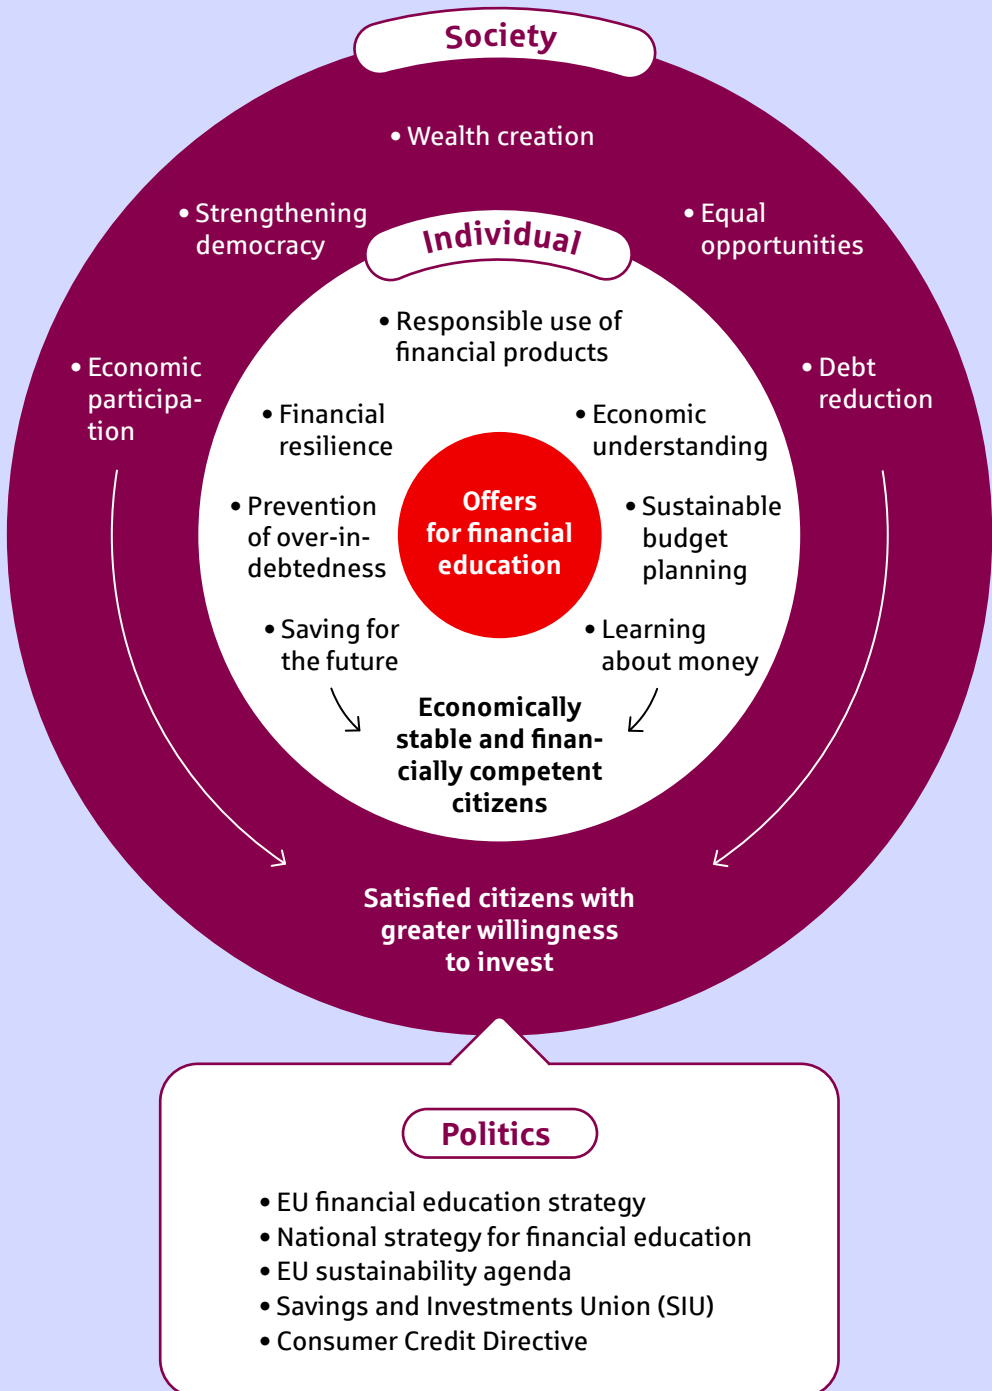 Society
• Wealth creation
• Strengthening
democracy
• Equal
opportunities
• Economic
participa-
tion
• Debt
reduction
Individual
• Responsible use of
financial products
• Financial
resilience
• Economic
understanding
• Prevention
of over-in-
debtedness
• Sustainable
budget
planning
• Saving for
the future
• Learning
about money
Offers
for financial
education
Economically
stable and finan-
cially competent
citizens
Satisfied citizens with
greater willingness
to invest
Politics
• EU financial education strategy
• National strategy for financial education
• EU sustainability agenda
• Savings and Investments Union (SIU)
• Consumer Credit Directive